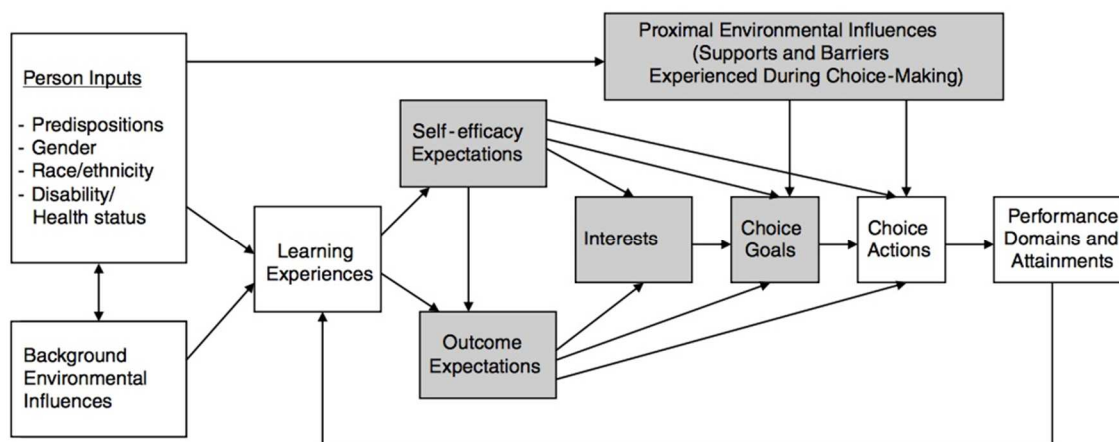 Person Inputs
- Predispositions
- Gender
- Race/ethnicity
- Disability/
Health status
Background
Environmental
Influences
Learning
Experiences
Self-efficacy
Expectations
Outcome
Expectations
Proximal Environmental Influences
(Supports and Barriers
Experienced During Choice-Making)
Interests
Choice
Goals
Choice
Actions
Performance
Domains and
Attainments